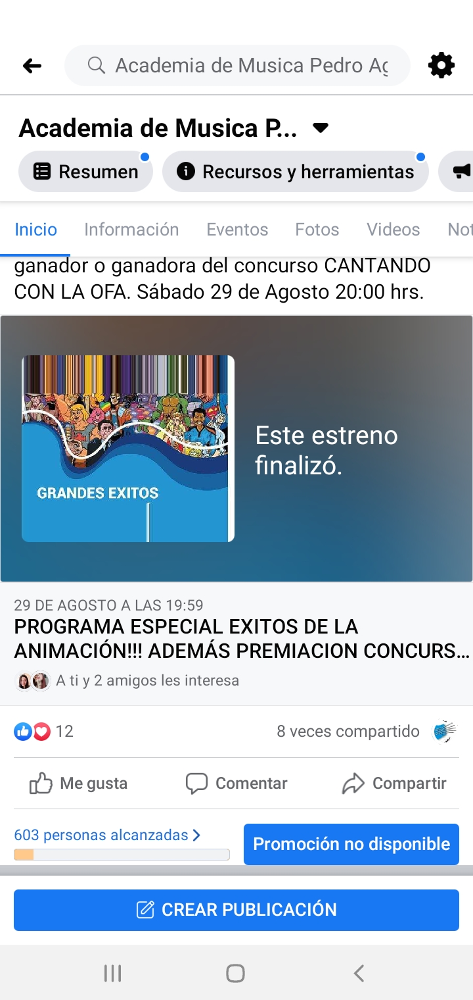 Academia de Musica Pedro Ag
Academia de Musica P...
Resumen
Recursos y herramientas
Inicio
Información
Eventos
Fotos
Videos
Not
ganador o ganadora del concurso CANTANDO
CON LA OFA. Sábado 29 de Agosto 20:00 hrs.
GRANDES EXITOS
Este estreno
finalizó.
29 DE AGOSTO A LAS 19:59
PROGRAMA ESPECIAL EXITOS DE LA
ANIMACIÓN!!! ADEMÁS PREMIACION CONCURS...
A ti y 2 amigos les interesa
12
8 veces compartido
Me gusta
Comentar
Compartir
603 personas alcanzadas
Promoción no disponible
CREAR PUBLICACIÓN